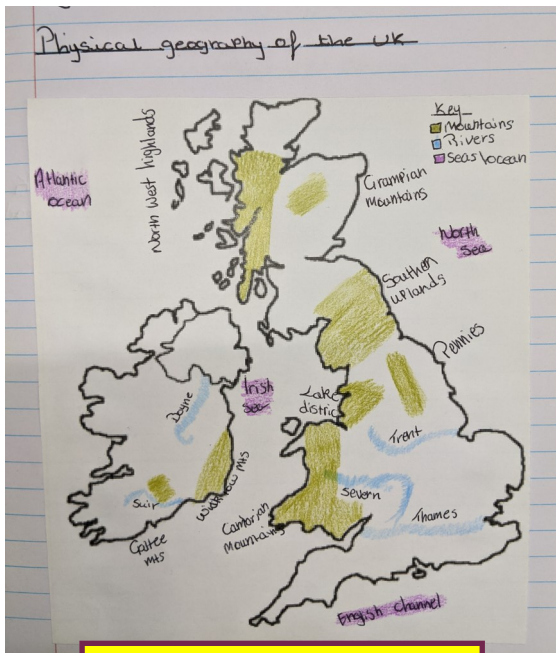 Physical geography of the UK
Key
Mountains
Rivers
Seas/ocean
North West highlands
Atlantic
ocean
Grampian
Mountains
North
Sea
Southern
uplands
Pennies
Irish
Sea
Lake
district
Boyne
Trent
Wicklow Mts
Suir
Severn
Cambrian
Mountains
Thames
Galtee
Mts
English channel